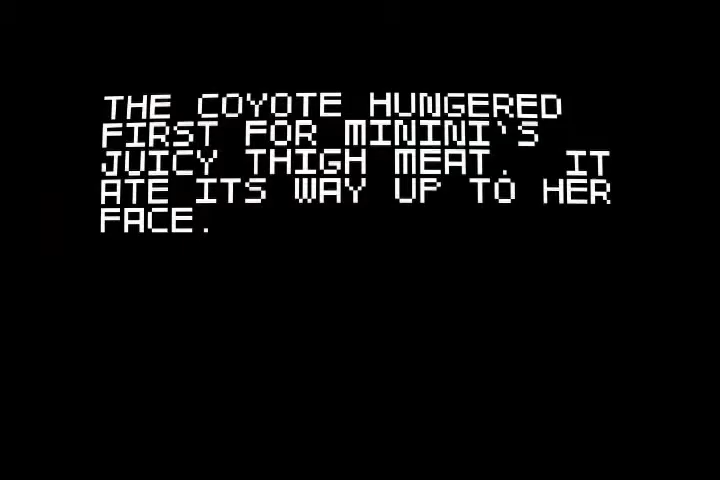 THE COYOTE HUNGERED
FIRST FOR MININI'S
JUICY THIGH MEAT.  IT
ATE ITS WAY UP TO HER
FACE.